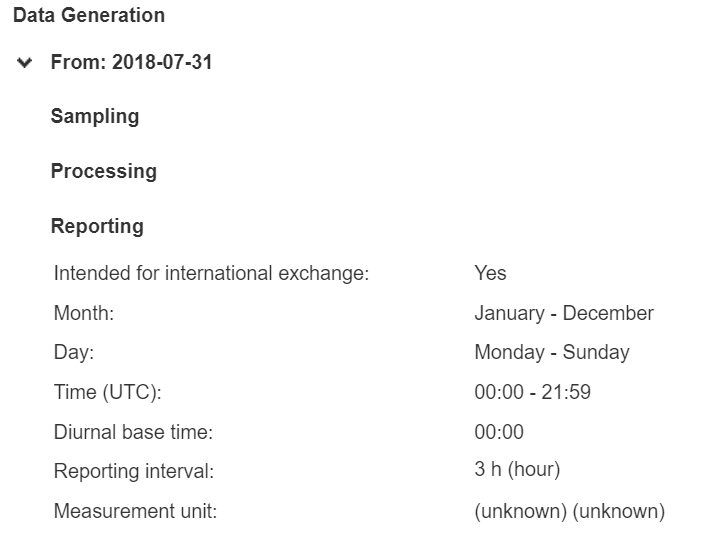 Data Generation
From: 2018-07-31
Sampling
Processing
Reporting
Intended for international exchange: Yes
Month: January - December
Day: Monday - Sunday
Time (UTC): 00:00 - 21:59
Diurnal base time: 00:00
Reporting interval: 3 h (hour)
Measurement unit: (unknown) (unknown)